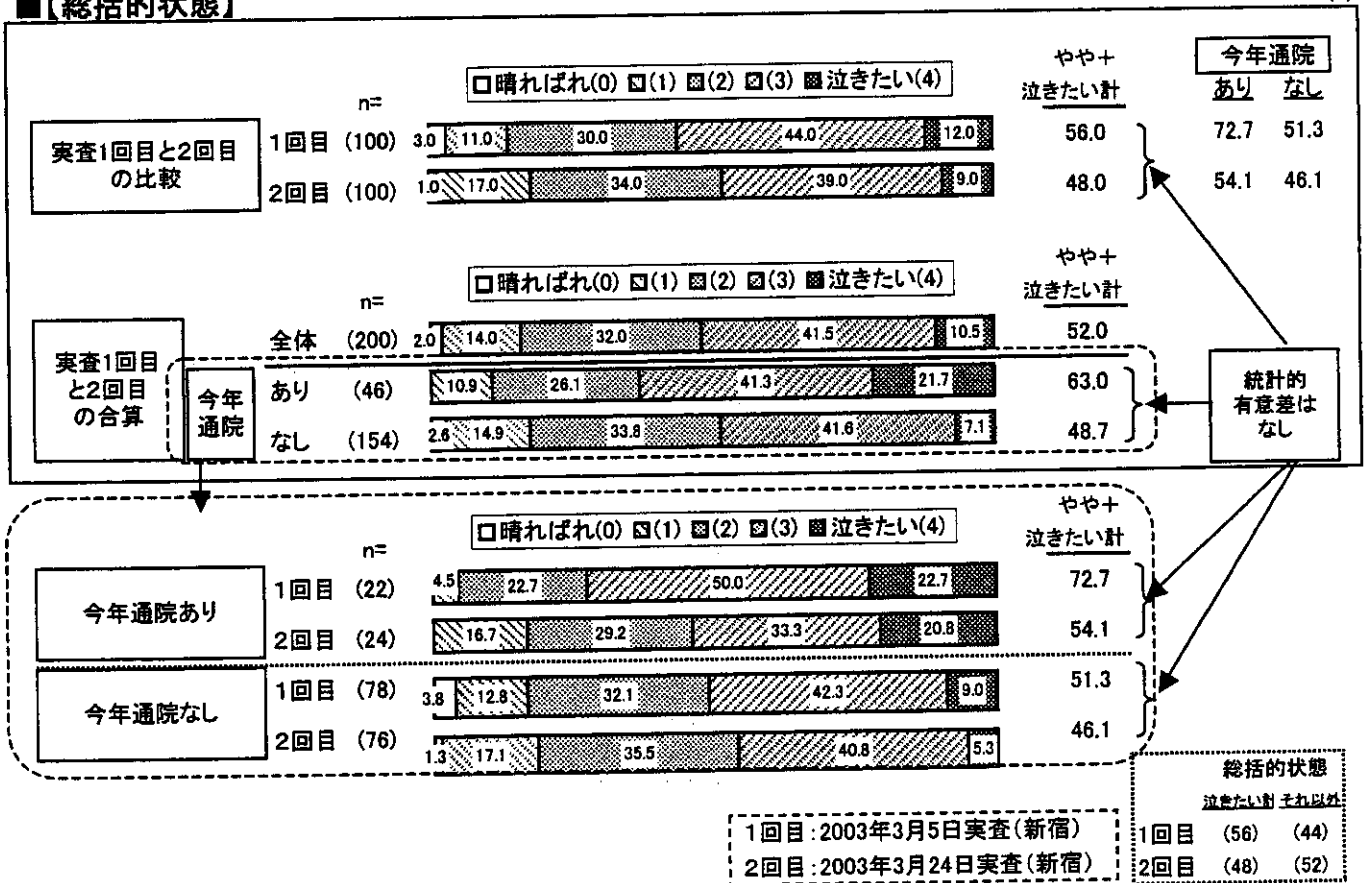 ■【総括的状態】
□晴ればれ(0) (1) (2) (3) 泣きたい(4)
やや+
泣きたい計
今年通院
あり なし
n=
実査1回目と2回目
の比較
1回目 (100) 3.0 11.0 30.0 44.0 12.0 56.0 72.7 51.3
2回目 (100) 1.0 17.0 34.0 39.0 9.0 48.0 54.1 46.1
□晴ればれ(0) (1) (2) (3) 泣きたい(4)
やや+
泣きたい計
n=
実査1回目
と2回目
の合算
全体 (200) 2.0 14.0 32.0 41.5 10.5 52.0
今年
通院
あり (46) 10.9 26.1 41.3 21.7 63.0
なし (154) 2.6 14.9 33.8 41.6 7.1 48.7
統計的
有意差は
なし
□晴ればれ(0) (1) (2) (3) 泣きたい(4)
やや+
泣きたい計
n=
今年通院あり
1回目 (22) 4.5 22.7 50.0 22.7 72.7
2回目 (24) 16.7 29.2 33.3 20.8 54.1
今年通院なし
1回目 (78) 3.8 12.8 32.1 42.3 9.0 51.3
2回目 (76) 1.3 17.1 35.5 40.8 5.3 46.1
1回目:2003年3月5日実査(新宿)
2回目:2003年3月24日実査(新宿)
総括的状態
泣きたい計 それ以外
1回目 (56) (44)
2回目 (48) (52)